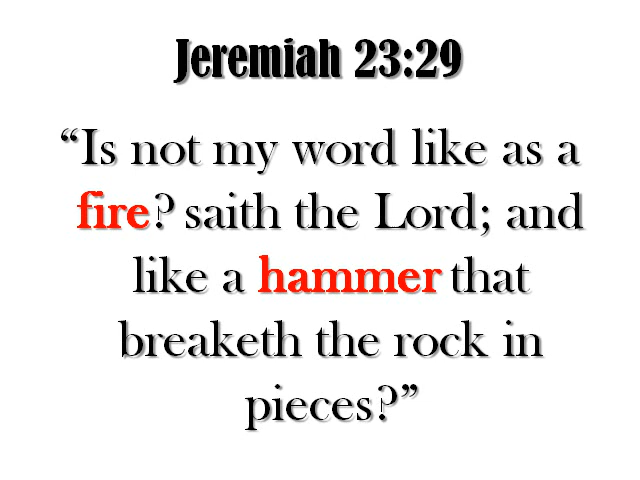 Jeremiah 23:29
“Is not my word like as a
fire? saith the Lord; and
like a hammer that
breaketh the rock in
pieces?”